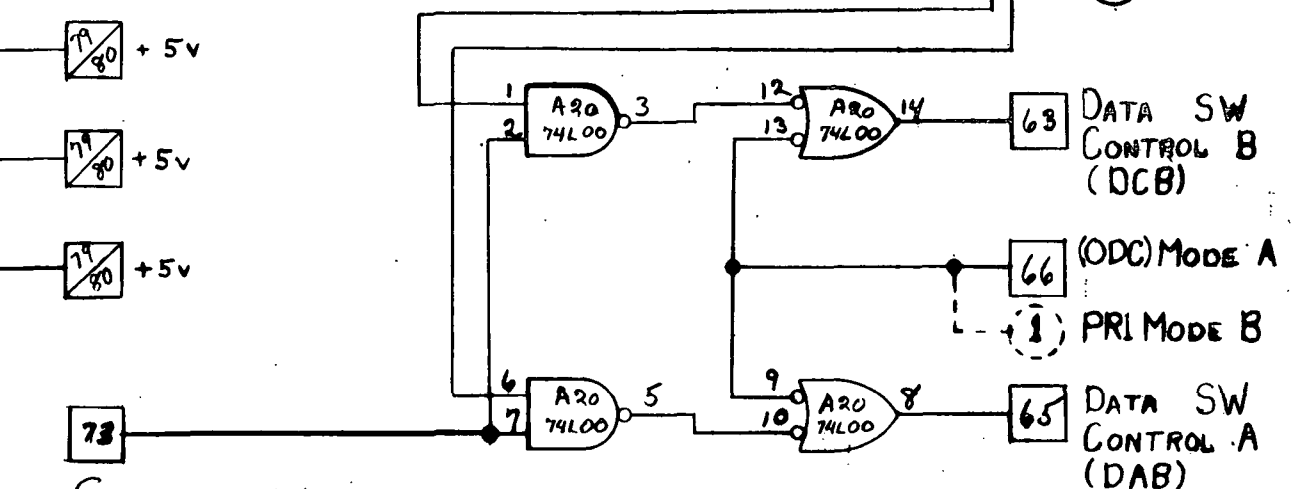 79/80 + 5v
79/80 +5v
79/80 +5v
73
1
2
A20
74L00
3
12
13
A20
74L00
14
63
DATA SW
CONTROL B
(DCB)
66
(ODC) MODE A
1
PRI MODE B
6
7
A20
74L00
5
9
10
A20
74L00
8
65
DATA SW
CONTROL A
(DAB)